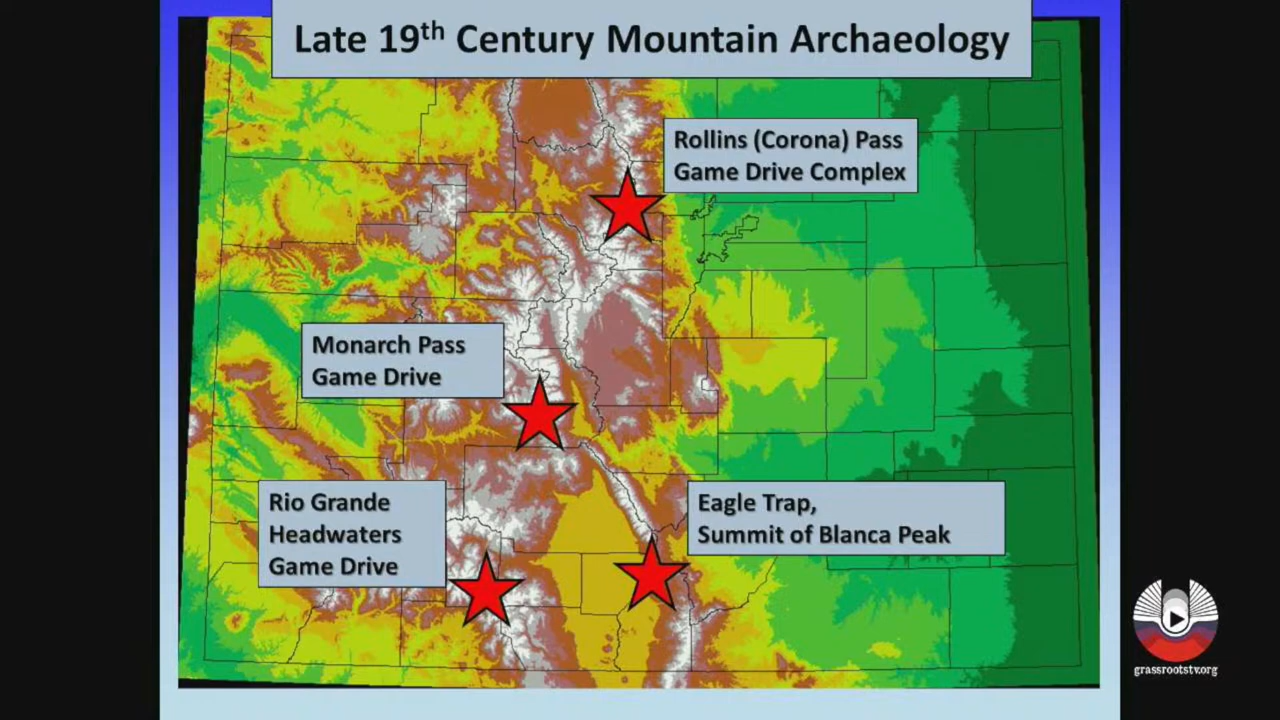 Late 19th Century Mountain Archaeology
Rollins (Corona) Pass
Game Drive Complex
Monarch Pass
Game Drive
Rio Grande
Headwaters
Game Drive
Eagle Trap,
Summit of Blanca Peak
grassrootstv.org